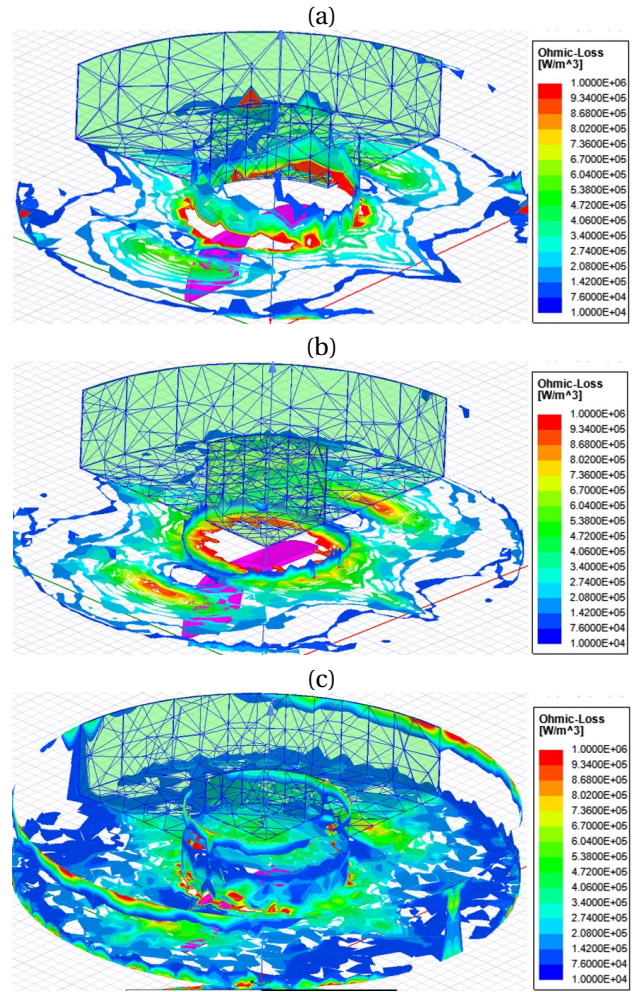 (a)
Ohmic-Loss
[W/m^3]
1.0000E+06
9.3400E+05
8.6800E+05
8.0200E+05
7.3600E+05
6.7000E+05
6.0400E+05
5.3800E+05
4.7200E+05
4.0600E+05
3.4000E+05
2.7400E+05
2.0800E+05
1.4200E+05
7.6000E+04
1.0000E+04
(b)
Ohmic-Loss
[W/m^3]
1.0000E+06
9.3400E+05
8.6800E+05
8.0200E+05
7.3600E+05
6.7000E+05
6.0400E+05
5.3800E+05
4.7200E+05
4.0600E+05
3.4000E+05
2.7400E+05
2.0800E+05
1.4200E+05
7.6000E+04
1.0000E+04
(c)
Ohmic-Loss
[W/m^3]
1.0000E+06
9.3400E+05
8.6800E+05
8.0200E+05
7.3600E+05
6.7000E+05
6.0400E+05
5.3800E+05
4.7200E+05
4.0600E+05
3.4000E+05
2.7400E+05
2.0800E+05
1.4200E+05
7.6000E+04
1.0000E+04